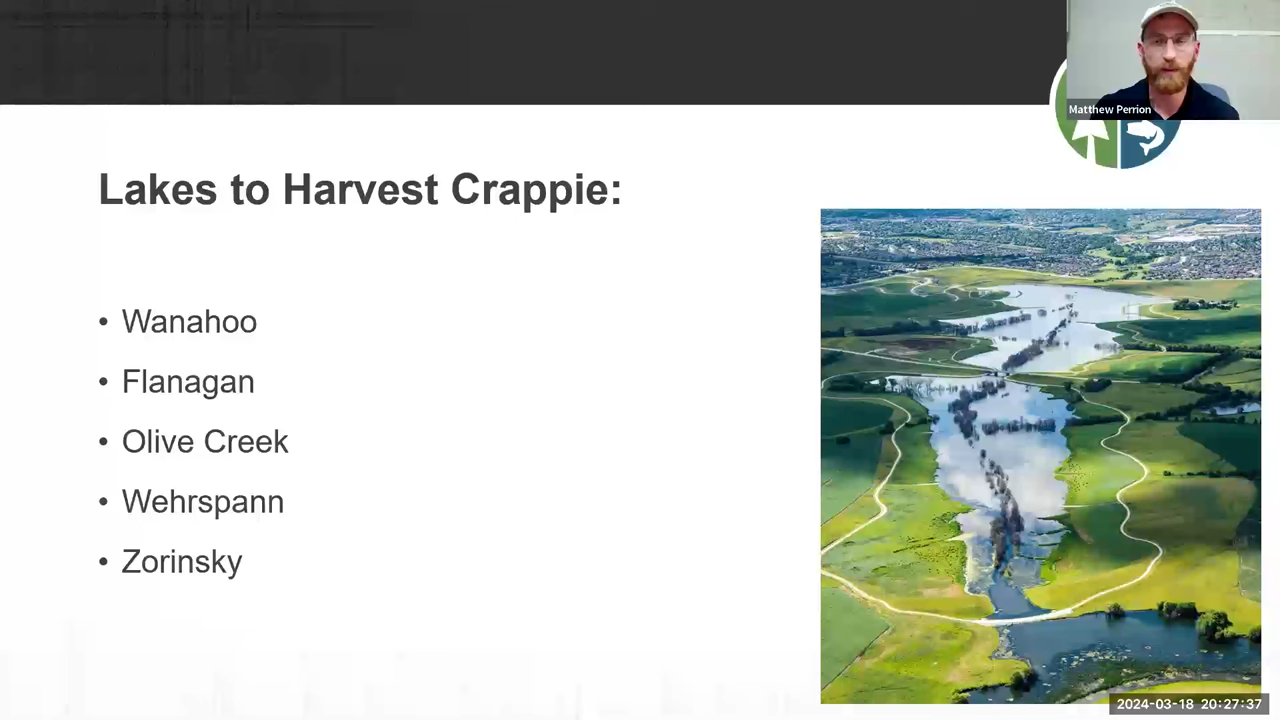 Matthew Perrion
Lakes to Harvest Crappie:
• Wanahoo
• Flanagan
• Olive Creek
• Wehrspann
• Zorinsky
2024-03-18 20:27:37